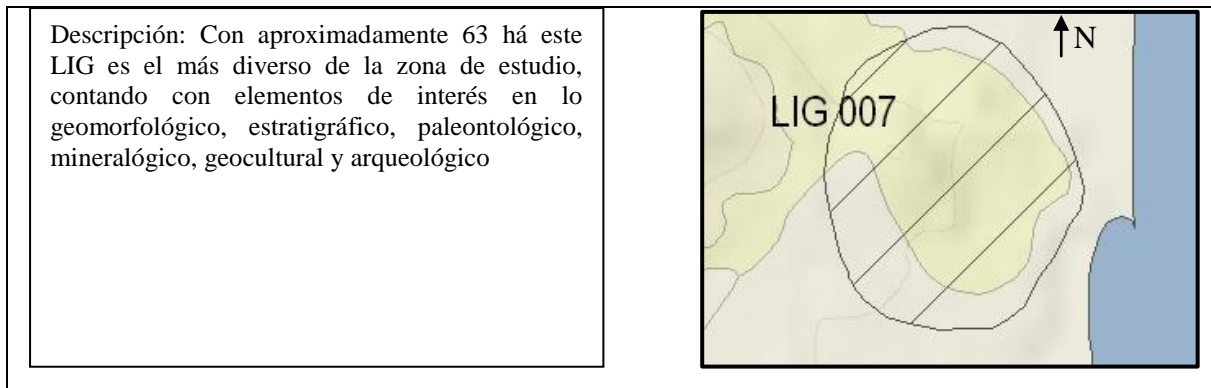 Descripción: Con aproximadamente 63 há este
LIG es el más diverso de la zona de estudio,
contando con elementos de interés en lo
geomorfológico, estratigráfico, paleontológico,
mineralógico, geocultural y arqueológico
N
LIG 007